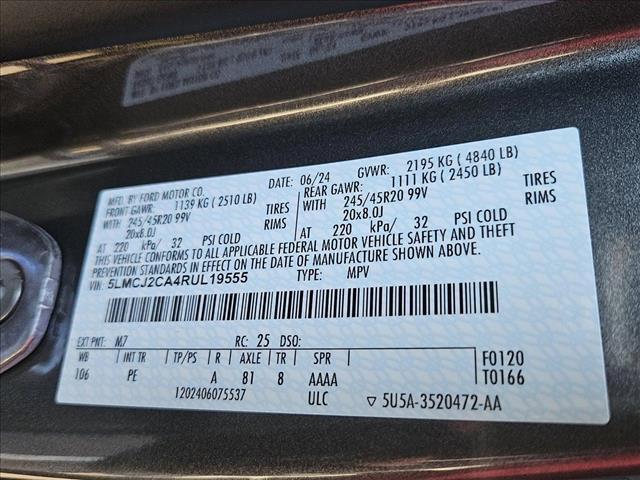 MFD. BY FORD MOTOR CO.
DATE: 06/24 GVWR: 2195 KG ( 4840 LB)
FRONT GAWR: 1139 KG ( 2510 LB) REAR GAWR: 1111 KG ( 2450 LB)
WITH 245/45R20 99V TIRES WITH 245/45R20 99V TIRES
20x8.0J RIMS 20x8.0J RIMS
AT 220 kPa/ 32 PSI COLD AT 220 kPa/ 32 PSI COLD
THIS VEHICLE CONFORMS TO ALL APPLICABLE FEDERAL MOTOR VEHICLE SAFETY AND THEFT
PREVENTION STANDARDS IN EFFECT ON THE DATE OF MANUFACTURE SHOWN ABOVE.
VIN: 5LMCJ2CA4RUL19555 TYPE: MPV
EXT PNT: M7 RC: 25 DSO:
WB INT TR TP/PS R AXLE TR SPR F0120
106 PE A 81 8 AAAA T0166
1202406075537 ULC ▽ 5U5A-3520472-AA